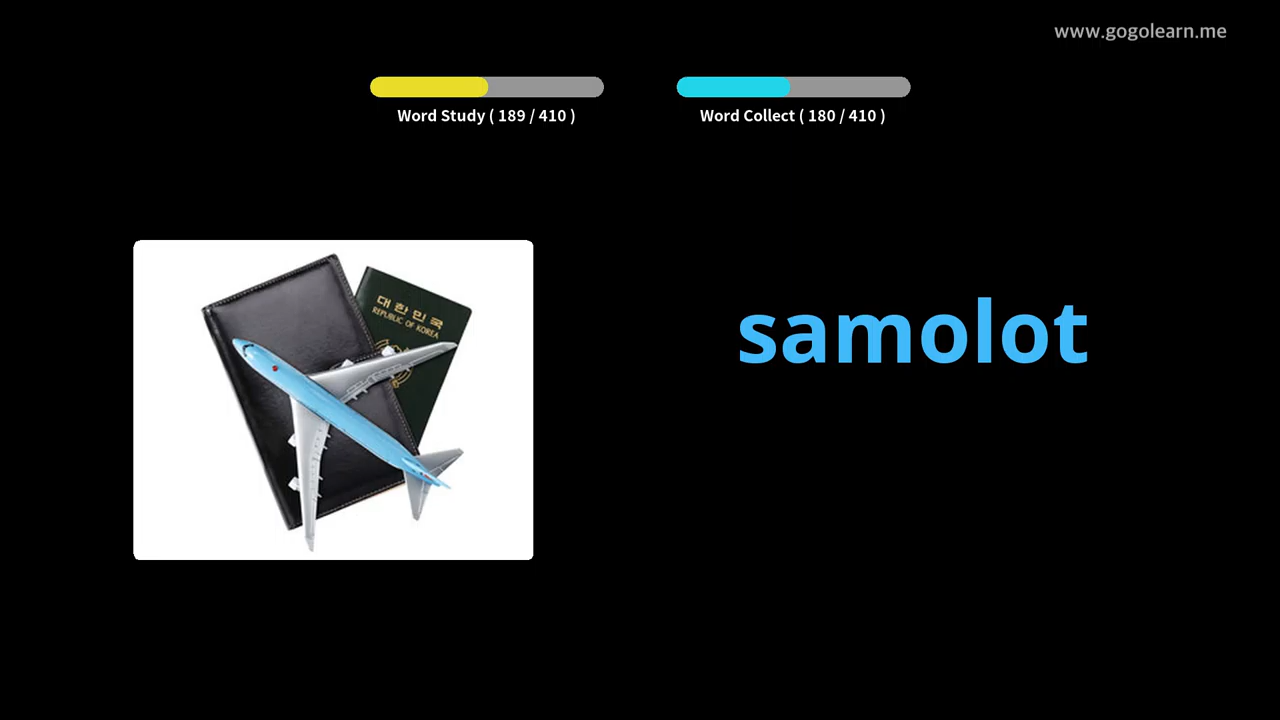 www.gogolearn.me
Word Study ( 189 / 410 )
Word Collect ( 180 / 410 )
대한민국
REPUBLIC OF KOREA
samolot